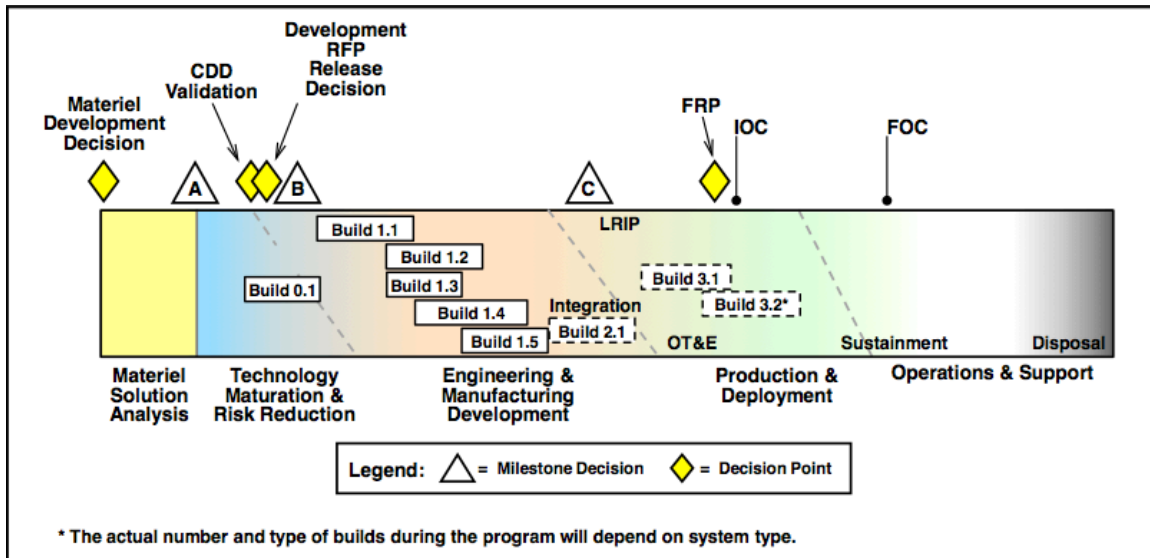 Development
RFP
Release
Decision
CDD
Validation
Materiel
Development
Decision
FRP
IOC
FOC
A
B
C
LRIP
Build 1.1
Build 1.2
Build 1.3
Build 0.1
Build 1.4
Build 1.5
Integration
Build 2.1
Build 3.1
Build 3.2*
OT&E
Sustainment
Disposal
Materiel
Solution
Analysis
Technology
Maturation &
Risk Reduction
Engineering &
Manufacturing
Development
Production &
Deployment
Operations & Support
Legend: = Milestone Decision = Decision Point
* The actual number and type of builds during the program will depend on system type.